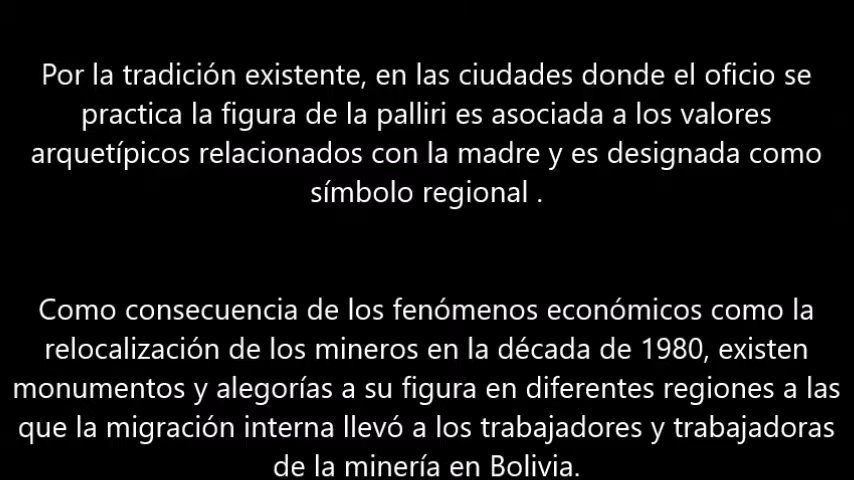 Por la tradición existente, en las ciudades donde el oficio se
practica la figura de la palliri es asociada a los valores
arquetípicos relacionados con la madre y es designada como
símbolo regional .
Como consecuencia de los fenómenos económicos como la
relocalización de los mineros en la década de 1980, existen
monumentos y alegorías a su figura en diferentes regiones a las
que la migración interna llevó a los trabajadores y trabajadoras
de la minería en Bolivia.